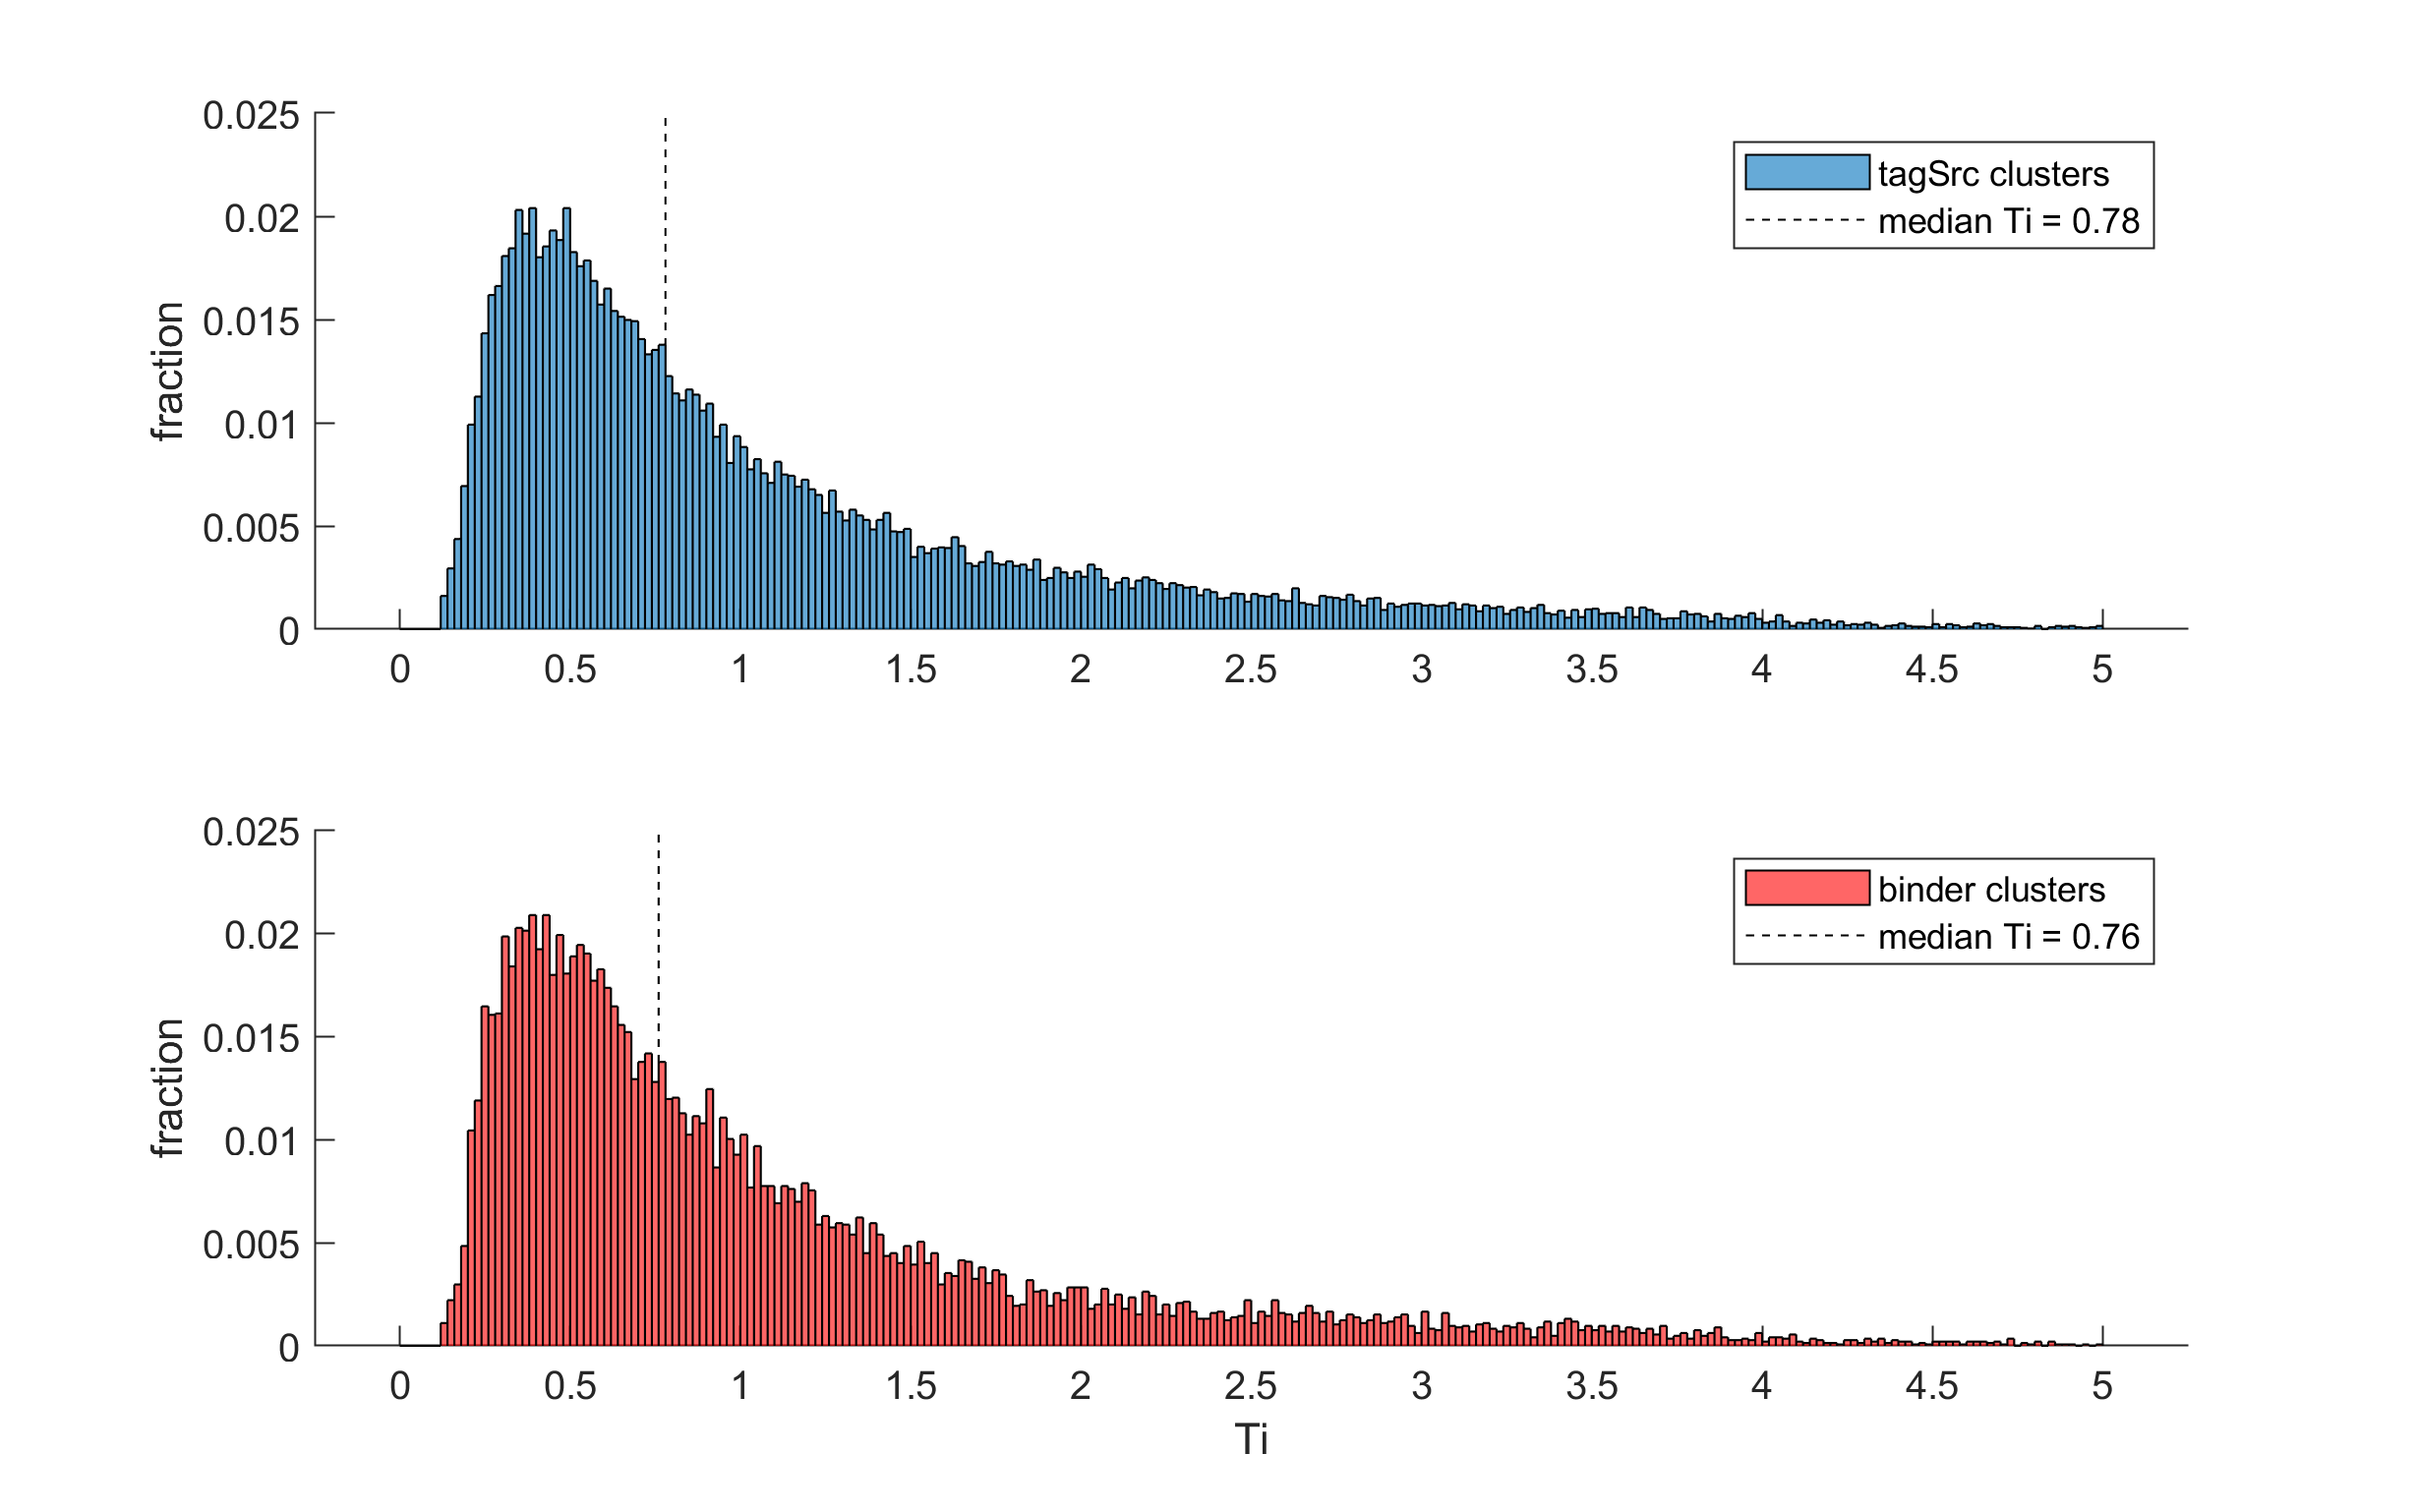 0.025
tagSrc clusters
median Ti = 0.78
0.02
0.015
0.01
0.005
0
fraction
0 0.5 1 1.5 2 2.5 3 3.5 4 4.5 5
0.025
binder clusters
median Ti = 0.76
0.02
0.015
0.01
0.005
0
fraction
0 0.5 1 1.5 2 2.5 3 3.5 4 4.5 5
Ti